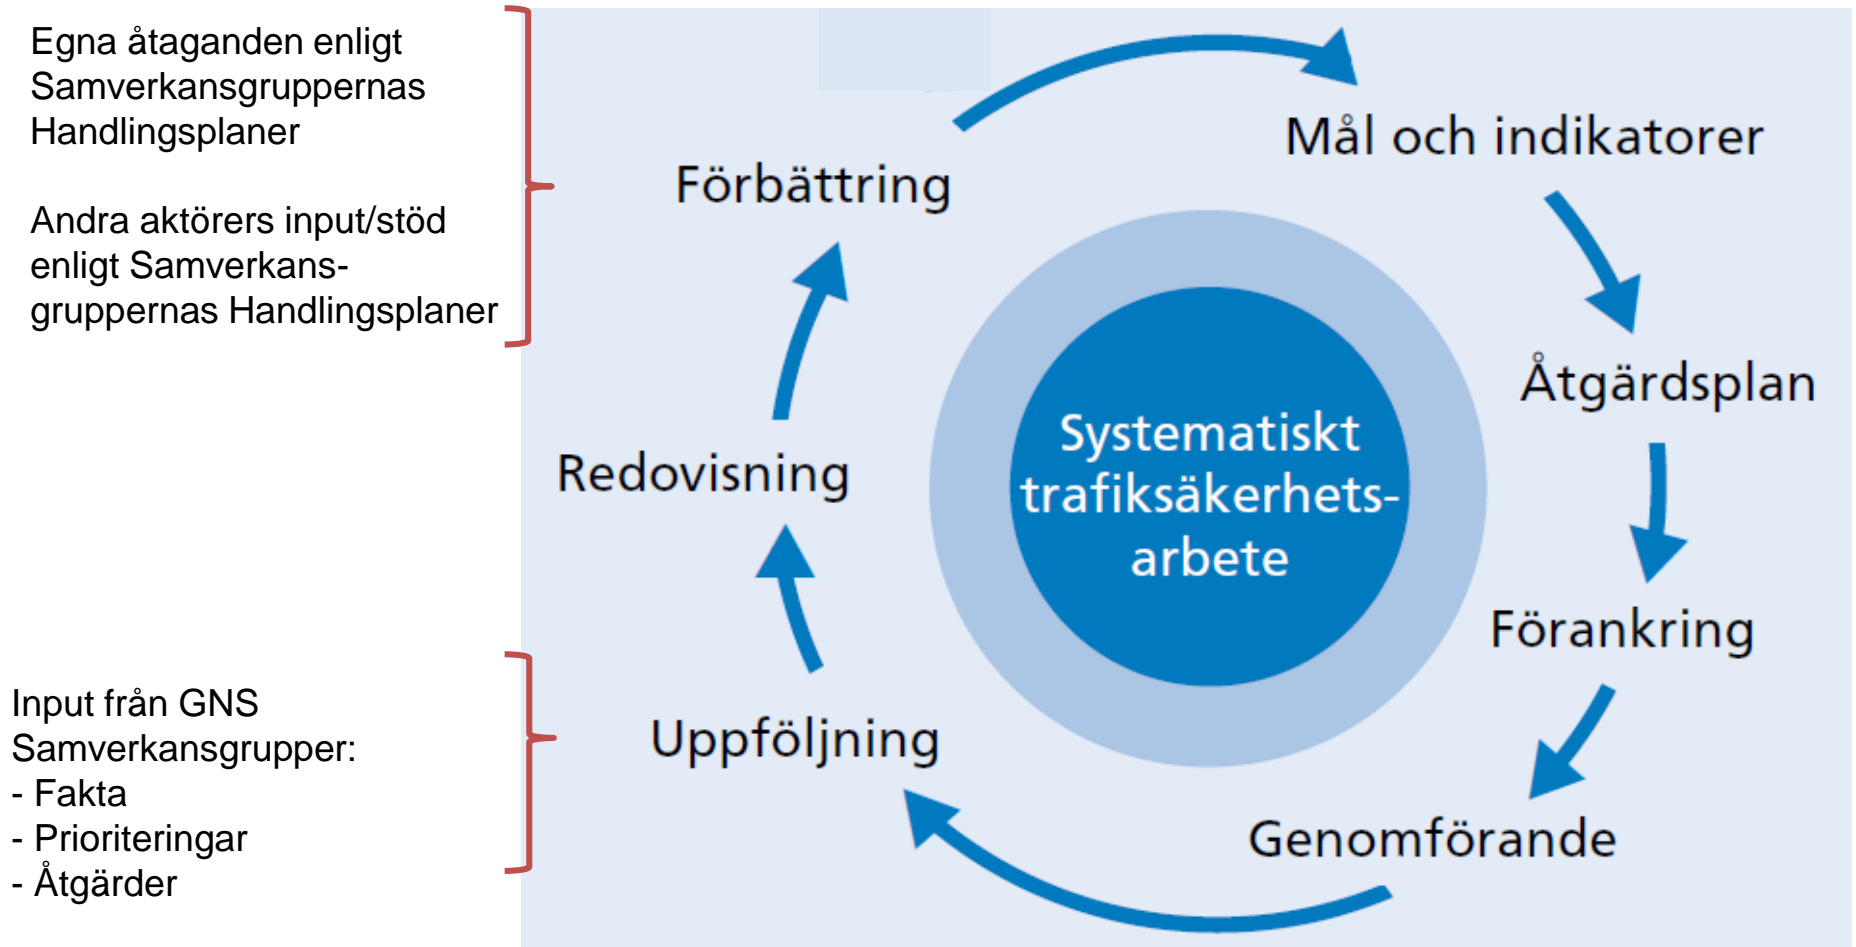 Egna åtaganden enligt
Samverkansgruppernas
Handlingsplaner
Andra aktörers input/stöd
enligt Samverkans-
gruppernas Handlingsplaner
Input från GNS
Samverkansgrupper:
- Fakta
- Prioriteringar
- Åtgärder
Mål och indikatorer
Åtgärdsplan
Förankring
Genomförande
Uppföljning
Redovisning
Förbättring
Systematiskt
trafiksäkerhets-
arbete